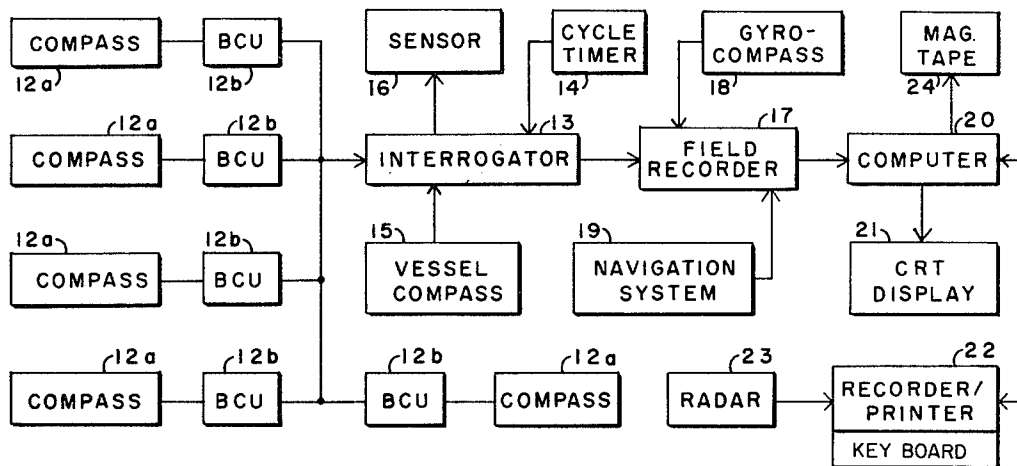 COMPASS
12a
BCU
12b
SENSOR
16
CYCLE
TIMER
14
GYRO-
COMPASS
18
MAG.
TAPE
24
12a
COMPASS
12b
BCU
13
INTERROGATOR
17
FIELD
RECORDER
20
COMPUTER
12a
COMPASS
12b
BCU
15
VESSEL
COMPASS
19
NAVIGATION
SYSTEM
21
CRT
DISPLAY
12a
COMPASS
12b
BCU
12b
BCU
12a
COMPASS
23
RADAR
22
RECORDER/
PRINTER
KEY BOARD